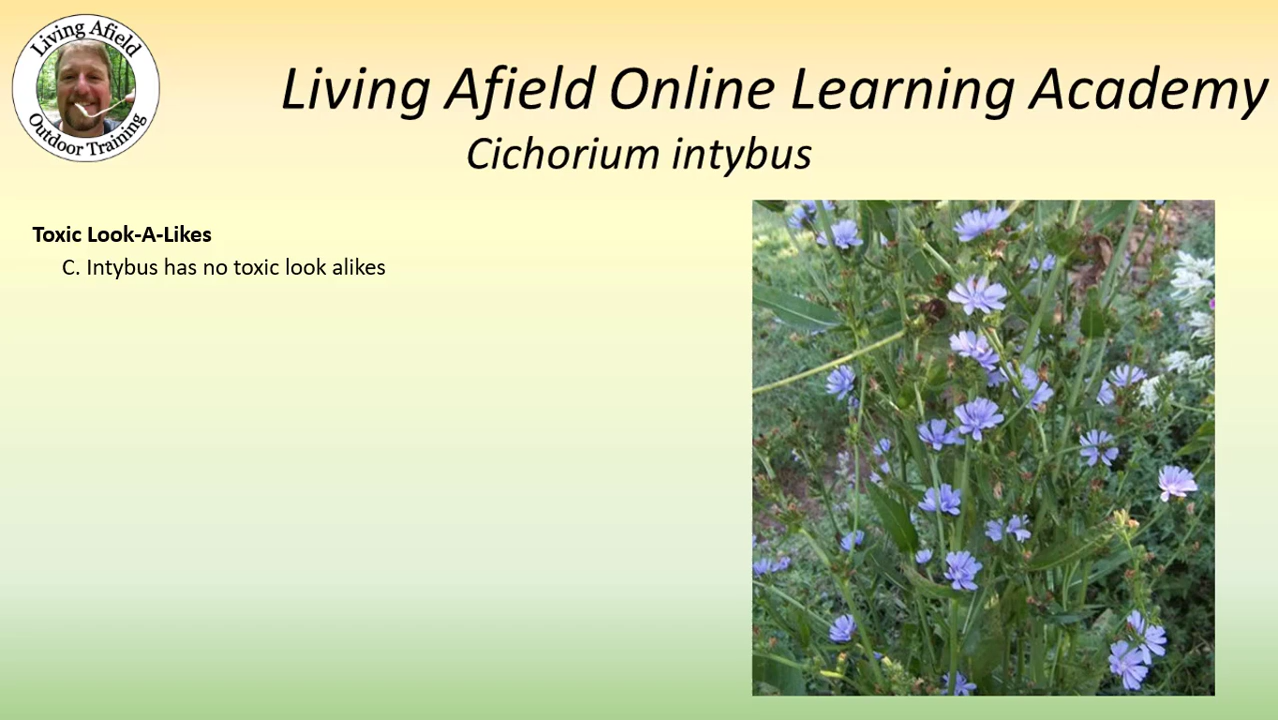 Living Afield
Outdoor Training
Living Afield Online Learning Academy
Cichorium intybus
Toxic Look-A-Likes
C. Intybus has no toxic look alikes